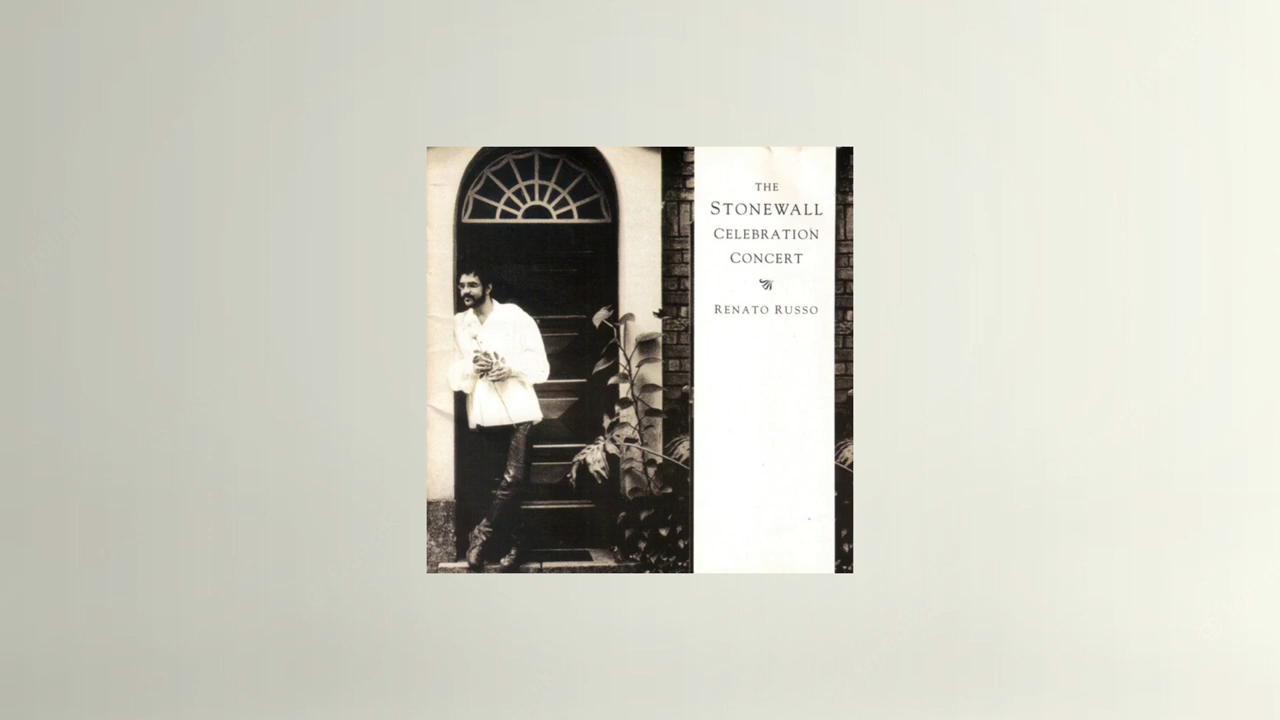 THE
STONEWALL
CELEBRATION
CONCERT
RENATO RUSSO